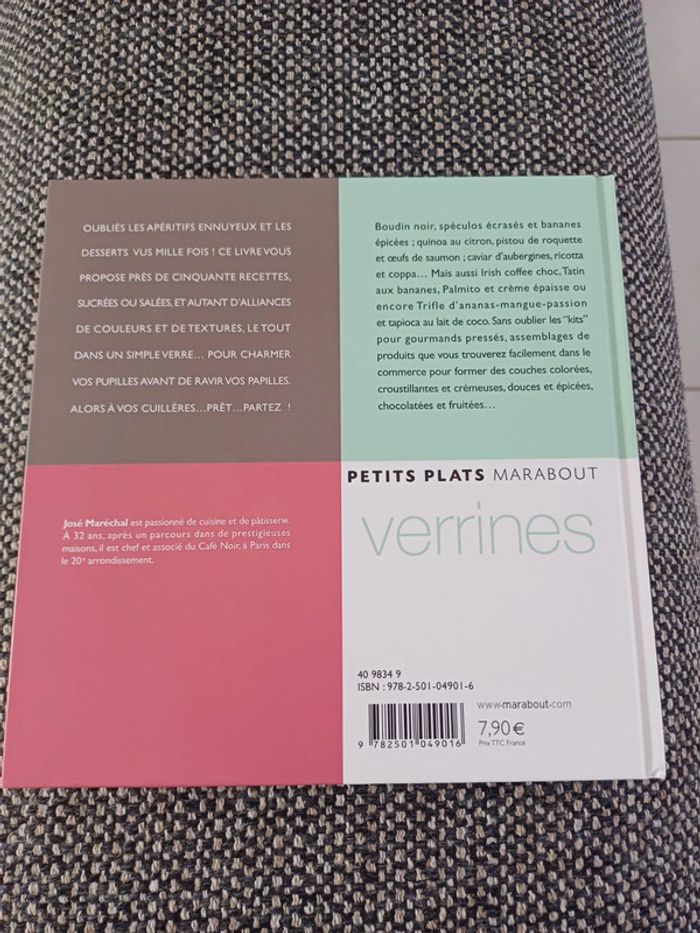 OUBLIÉS LES APÉRITIFS ENNUYEUX ET LES
DESSERTS VUS MILLE FOIS ! CE LIVRE VOUS
PROPOSE PRÈS DE CINQUANTE RECETTES,
SUCRÉES OU SALÉES, ET AUTANT D'ALLIANCES
DE COULEURS ET DE TEXTURES, LE TOUT
DANS UN SIMPLE VERRE... POUR CHARMER
VOS PUPILLES AVANT DE RAVIR VOS PAPILLES.
ALORS À VOS CUILLÈRES...PRÊT...PARTEZ !
Boudin noir, spéculos écrasés et bananes
épicées ; quinoa au citron, pistou de roquette
et œufs de saumon ; caviar d'aubergines, ricotta
et coppa... Mais aussi Irish coffee choc, Tatin
aux bananes, Palmito et crème épaisse ou
encore Trifle d'ananas-mangue-passion
et tapioca au lait de coco. Sans oublier les "kits"
pour gourmands pressés, assemblages de
produits que vous trouverez facilement dans le
commerce pour former des couches colorées,
croustillantes et crémeuses, douces et épicées,
chocolatées et fruitées...
José Maréchal est passionné de cuisine et de pâtisserie.
À 32 ans, après un parcours dans de prestigieuses
maisons, il est chef et associé du Café Noir, à Paris dans
le 20e arrondissement.
PETITS PLATS MARABOUT
verrines
40 9834 9
ISBN : 978-2-501-04901-6
www.marabout.com
7,90 €
Prix TTC France
9 782501 049016